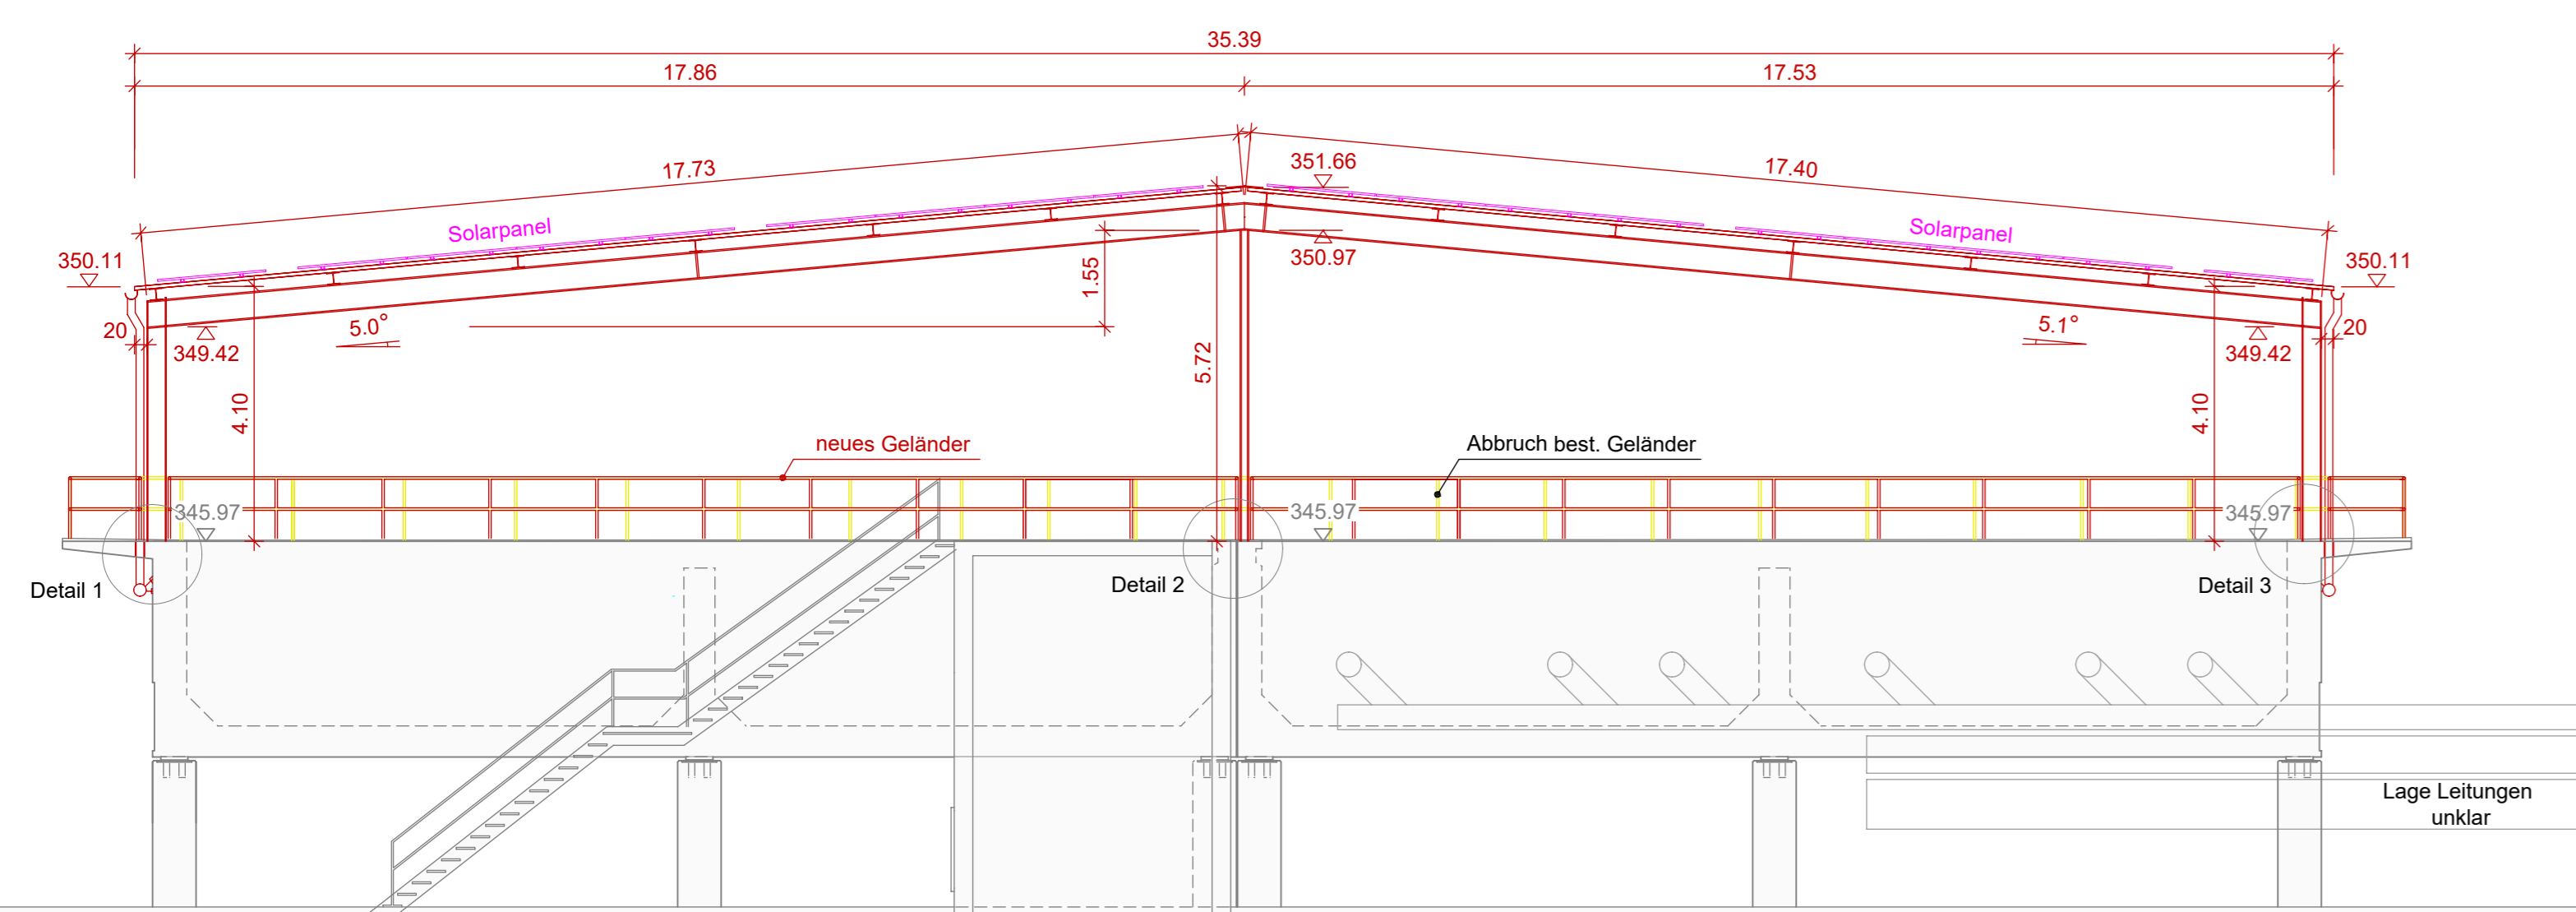 35.39
17.86
17.53
17.73
351.66
17.40
Solarpanel
Solarpanel
350.11
350.97
350.11
1.55
20
5.0°
5.1°
20
349.42
349.42
5.72
4.10
4.10
neues Geländer
Abbruch best. Geländer
345.97
345.97
345.97
Detail 1
Detail 2
Detail 3
Lage Leitungen
unklar